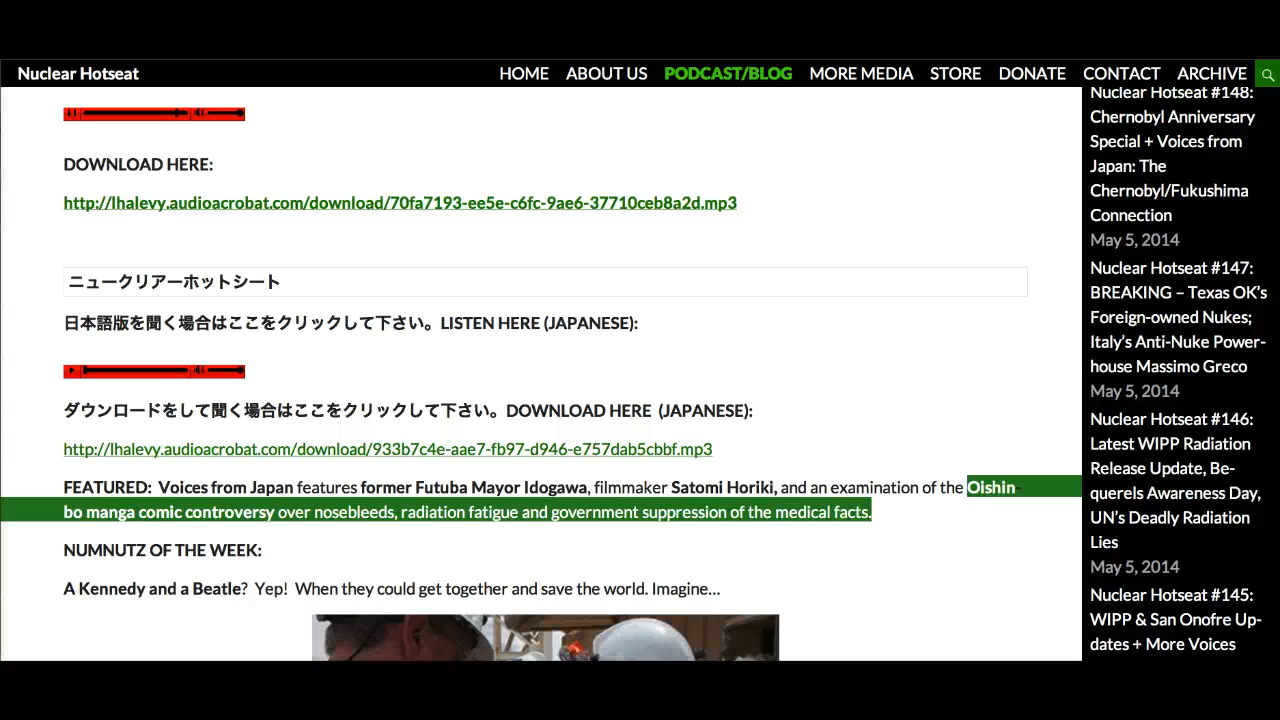 Nuclear Hotseat
HOME ABOUT US PODCAST/BLOG MORE MEDIA STORE DONATE CONTACT ARCHIVE
DOWNLOAD HERE:
http://lhalevy.audioacrobat.com/download/70fa7193-ee5e-c6fc-9ae6-37710ceb8a2d.mp3
ニュークリアーホットシート
日本語版を聞く場合はここをクリックして下さい。LISTEN HERE (JAPANESE):
ダウンロードをして聞く場合はここをクリックして下さい。DOWNLOAD HERE (JAPANESE):
http://lhalevy.audioacrobat.com/download/933b7c4e-aae7-fb97-d946-e757dab5cbbf.mp3
FEATURED: Voices from Japan features former Futuba Mayor Idogawa, filmmaker Satomi Horiki, and an examination of the Oishin-
bo manga comic controversy over nosebleeds, radiation fatigue and government suppression of the medical facts.
NUMNUTZ OF THE WEEK:
A Kennedy and a Beatle? Yep! When they could get together and save the world. Imagine…
Nuclear Hotseat #148:
Chernobyl Anniversary
Special + Voices from
Japan: The
Chernobyl/Fukushima
Connection
May 5, 2014
Nuclear Hotseat #147:
BREAKING – Texas OK's
Foreign-owned Nukes;
Italy's Anti-Nuke Power-
house Massimo Greco
May 5, 2014
Nuclear Hotseat #146:
Latest WIPP Radiation
Release Update, Be-
querels Awareness Day,
UN's Deadly Radiation
Lies
May 5, 2014
Nuclear Hotseat #145:
WIPP & San Onofre Up-
dates + More Voices